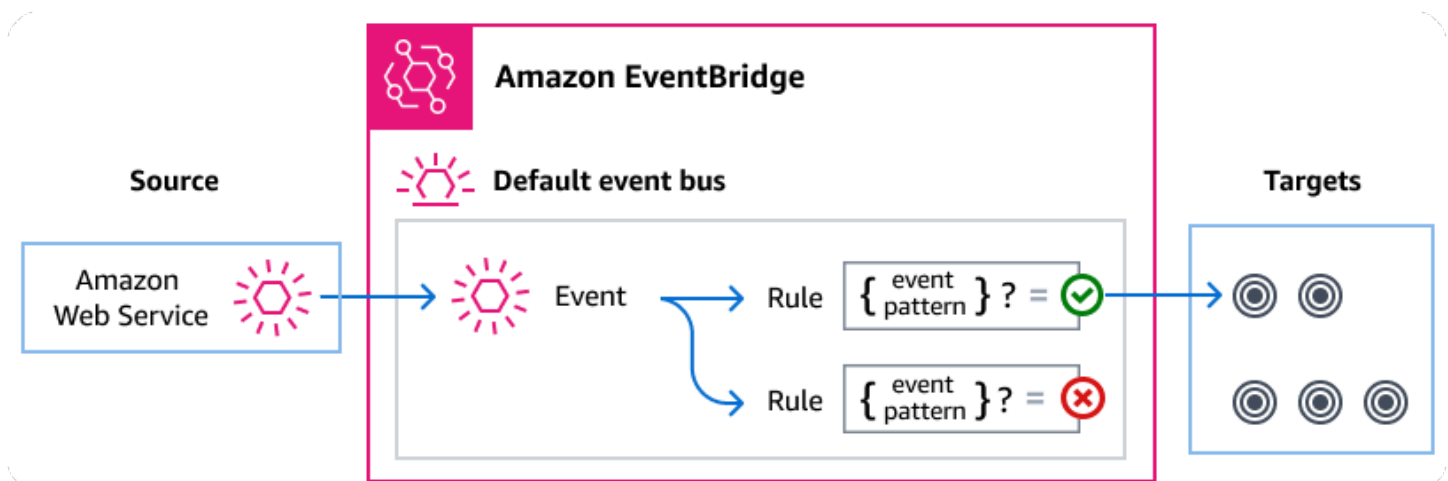 Amazon EventBridge
Source
Default event bus
Targets
Amazon
Web Service
Event
Rule
{ event
pattern } ? =
Rule
{ event
pattern } ? =